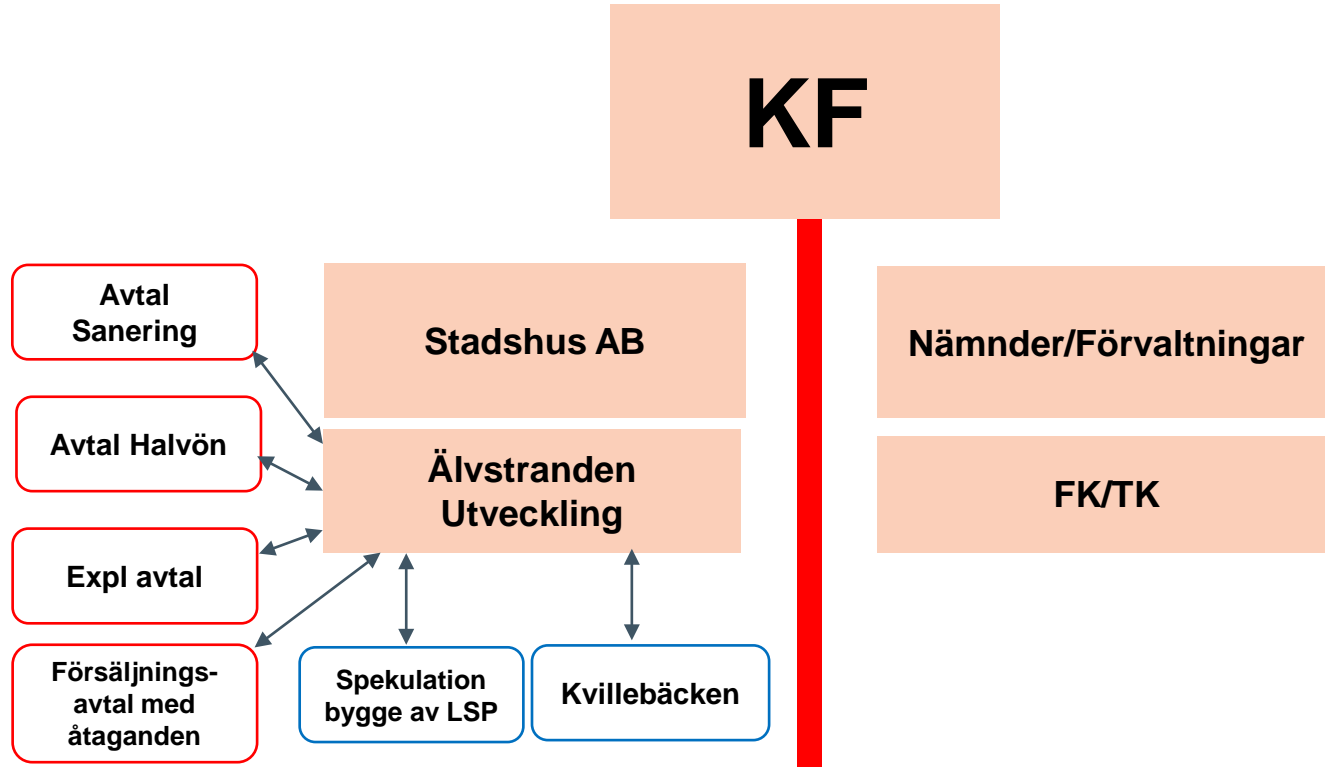 KF
Avtal
Sanering
Stadshus AB
Nämnder/Förvaltningar
Avtal Halvön
Älvstranden
Utveckling
FK/TK
Expl avtal
Försäljnings-
avtal med
åtaganden
Spekulation
bygge av LSP
Kvillebäcken